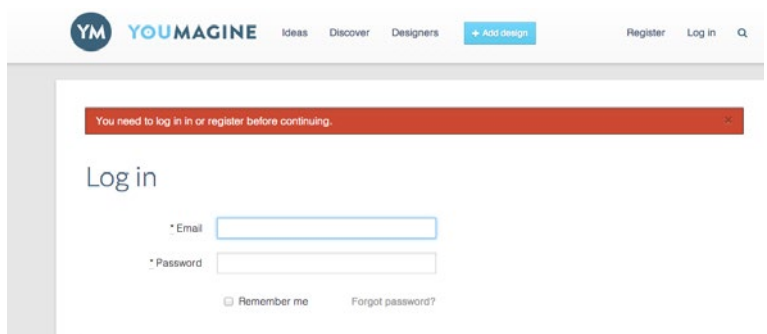 YM YOUMAGINE Ideas Discover Designers + Add design Register Log in
You need to log in in or register before continuing. ×
Log in
* Email
* Password
Remember me Forgot password?